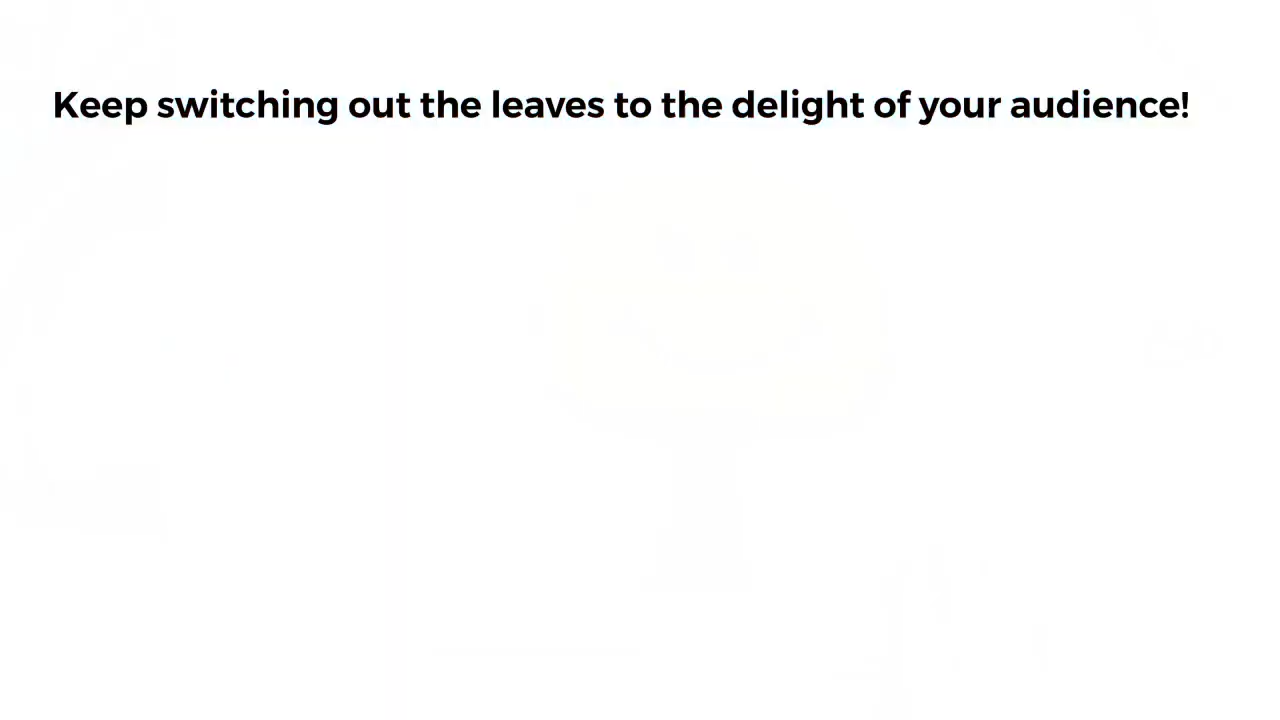 Keep switching out the leaves to the delight of your audience!